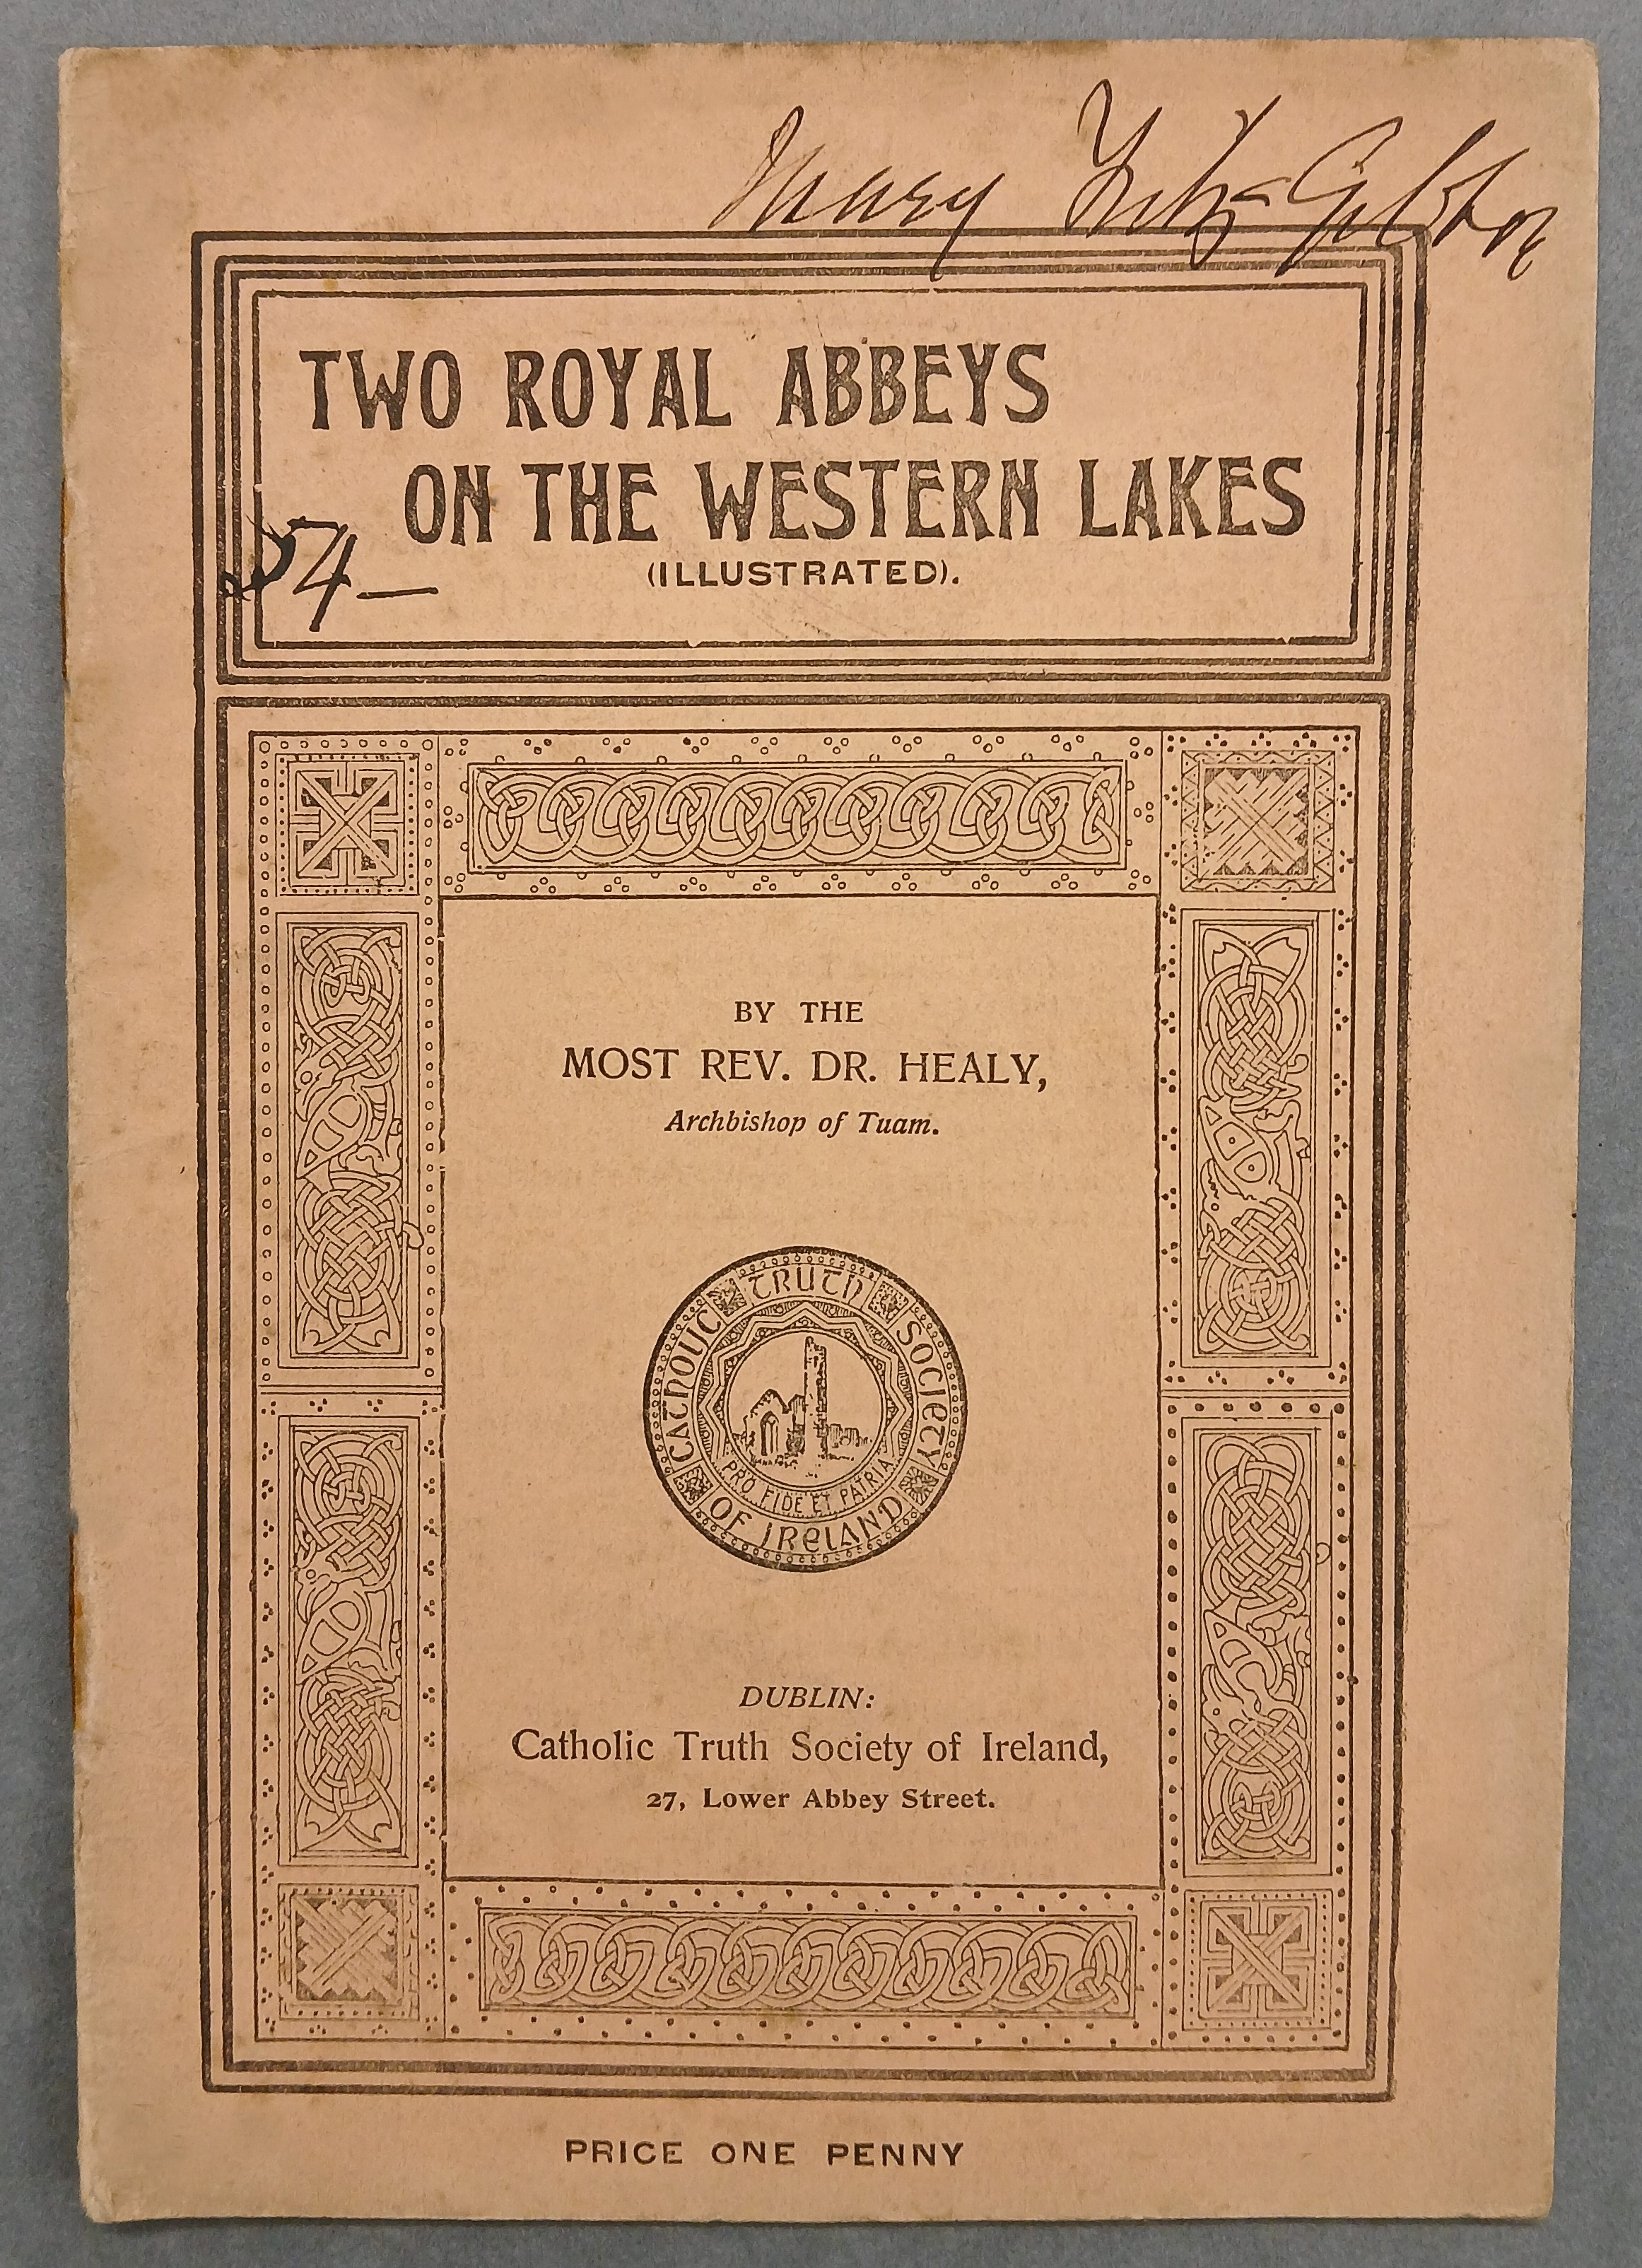 Mary FitzGibbon
TWO ROYAL ABBEYS
ON THE WESTERN LAKES
(ILLUSTRATED).
BY THE
MOST REV. DR. HEALY,
Archbishop of Tuam.
CATHOLIC TRUTH SOCIETY
OF IRELAND
PRO FIDE ET PATRIA
DUBLIN:
Catholic Truth Society of Ireland,
27, Lower Abbey Street.
PRICE ONE PENNY